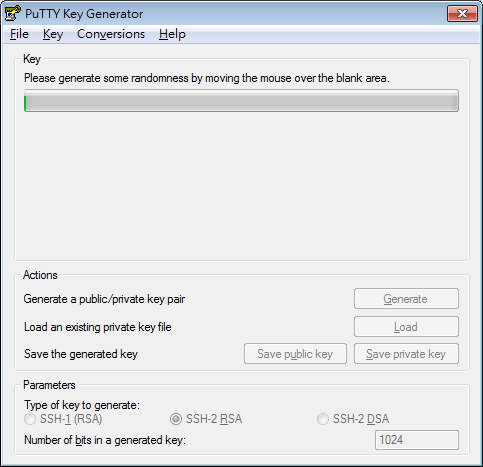 PuTTY Key Generator
File Key Conversions Help
Key
Please generate some randomness by moving the mouse over the blank area.
Actions
Generate a public/private key pair
Generate
Load an existing private key file
Load
Save the generated key
Save public key
Save private key
Parameters
Type of key to generate:
SSH-1 (RSA)
SSH-2 RSA
SSH-2 DSA
Number of bits in a generated key:
1024